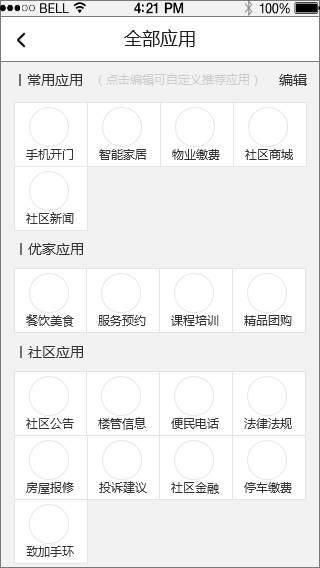 BELL 4:21 PM 100%
全部应用
常用应用 （点击编辑可自定义推荐应用） 编辑
手机开门 智能家居 物业缴费 社区商城
社区新闻
优家应用
餐饮美食 服务预约 课程培训 精品团购
社区应用
社区公告 楼管信息 便民电话 法律法规
房屋报修 投诉建议 社区金融 停车缴费
致加手环